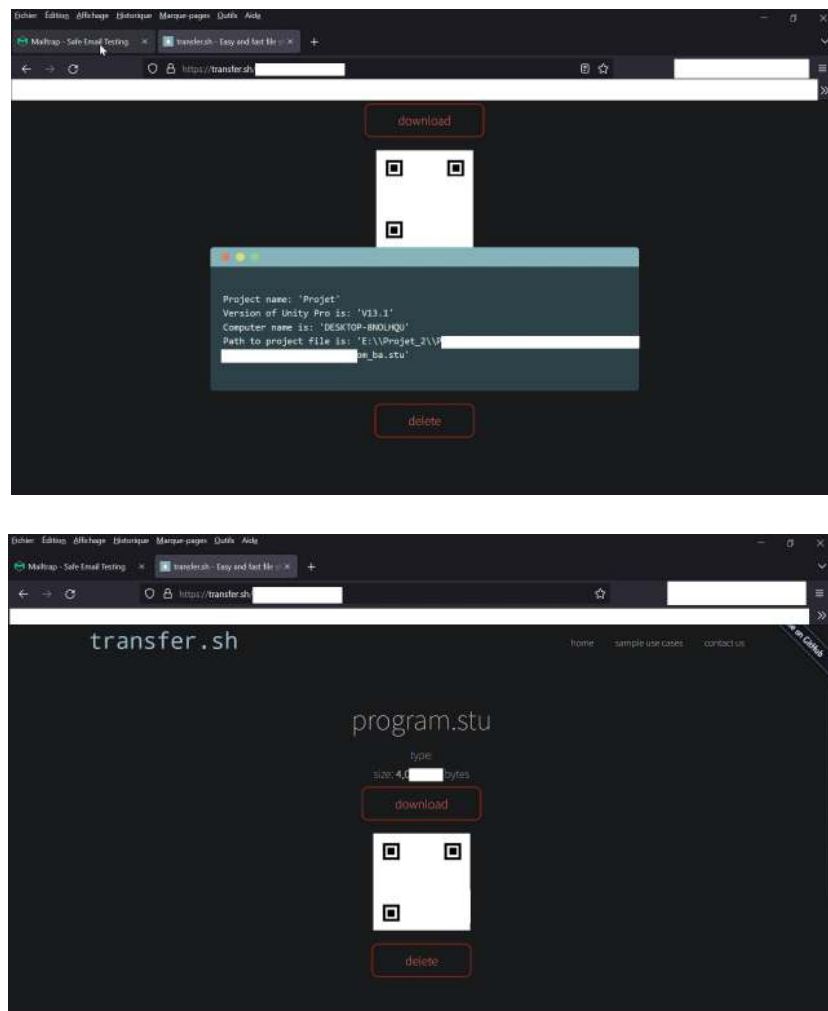 Fichier Édition Affichage Historique Marque-pages Outils Aide
Mailtrap - Safe Email Testing × transfer.sh - Easy and fast file × +
https://transfer.sh/
download
Project name: 'Projet'
Version of Unity Pro is: 'V13.1'
Computer name is: 'DESKTOP-8NOLHQU'
Path to project file is: 'E:\\Projet_2\\P
om_ba.stu'
delete
Fichier Édition Affichage Historique Marque-pages Outils Aide
Mailtrap - Safe Email Testing × transfer.sh - Easy and fast file × +
https://transfer.sh/
transfer.sh home sample use cases contact us
on GitHub
program.stu
type:
size: 4,0 bytes
download
delete